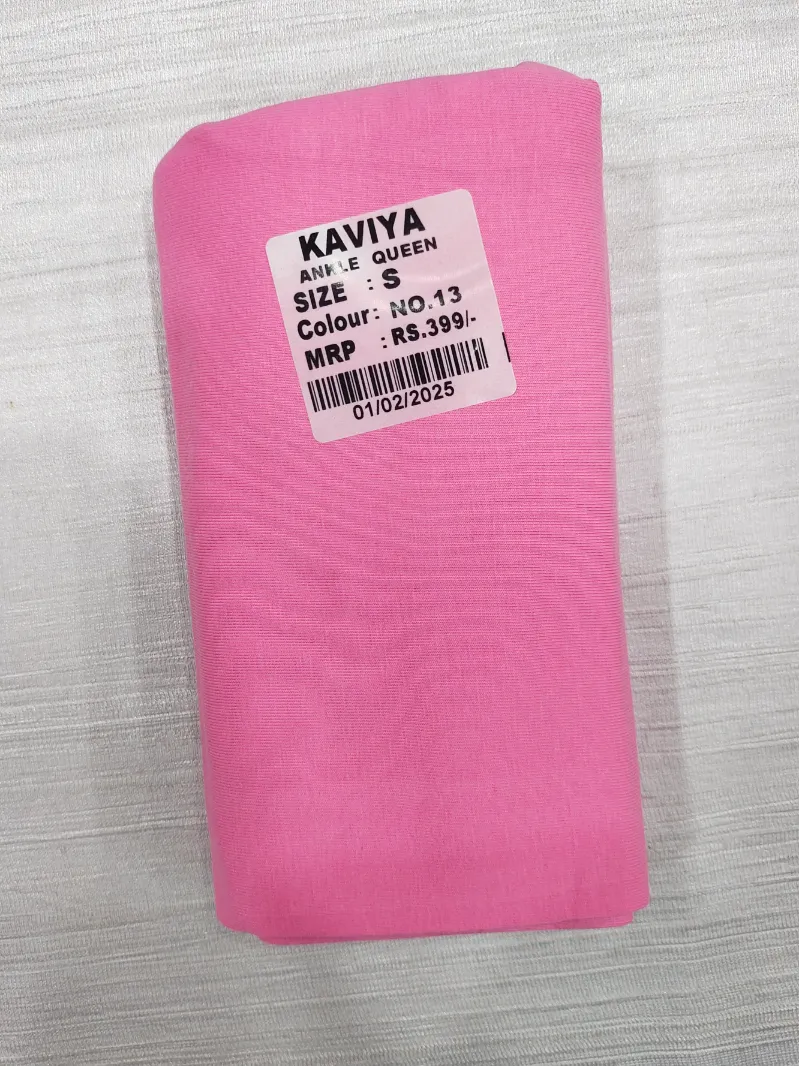 KAVIYA
ANKLE QUEEN
SIZE : S
Colour: NO.13
MRP : RS.399/-
01/02/2025